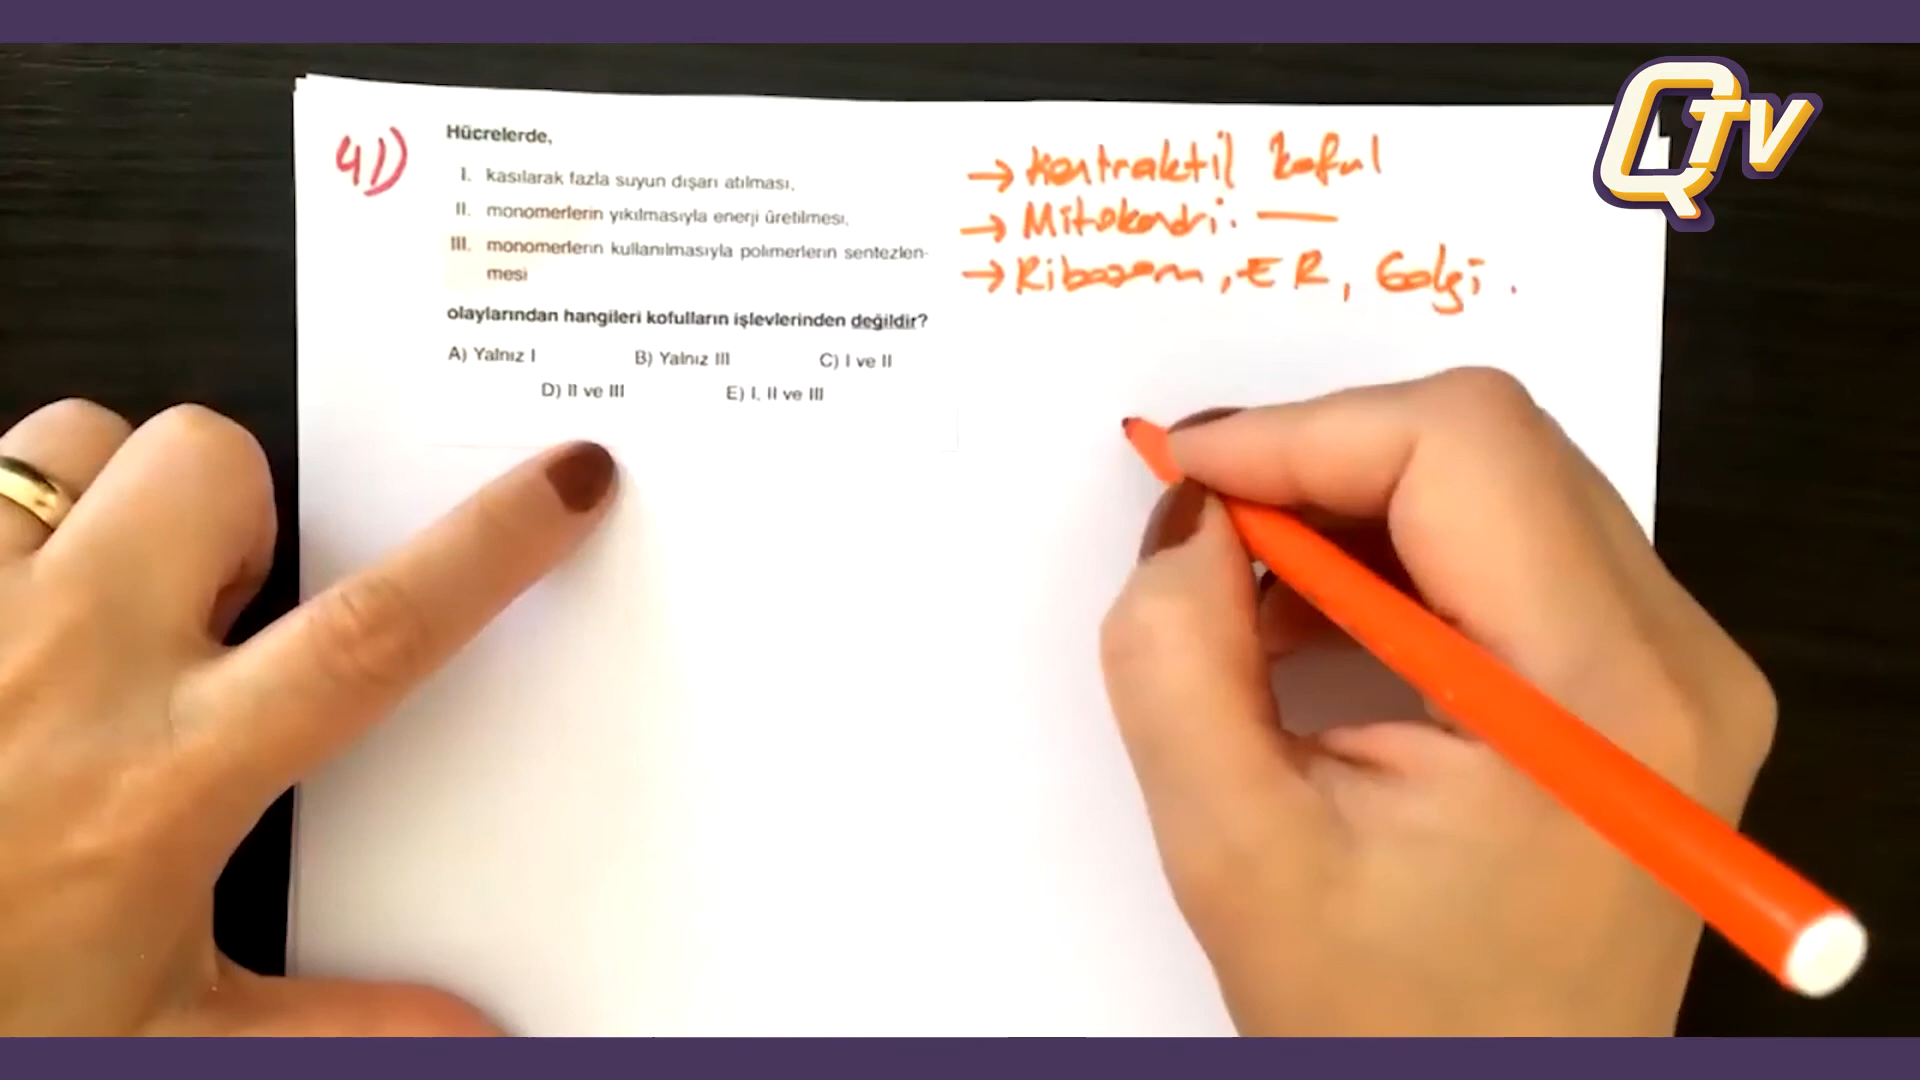 QTV
41)
Hücrelerde,
I. kasılarak fazla suyun dışarı atılması,
II. monomerlerin yıkılmasıyla enerji üretilmesi,
III. monomerlerin kullanılmasıyla polimerlerin sentezlen-
mesi
olaylarından hangileri kofulların işlevlerinden değildir?
A) Yalnız I B) Yalnız III C) I ve II
D) II ve III E) I, II ve III
→ Kontraktil koful
→ Mitokondri. —
→ Ribozom, ER, Golgi.